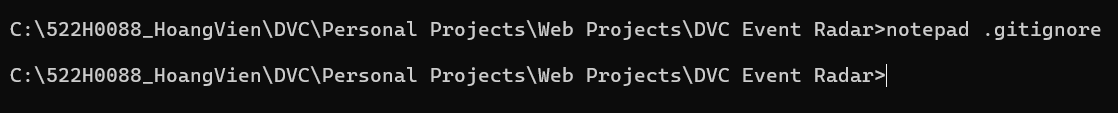 C:\522H0088_HoangVien\DVC\Personal Projects\Web Projects\DVC Event Radar>notepad .gitignore
C:\522H0088_HoangVien\DVC\Personal Projects\Web Projects\DVC Event Radar>